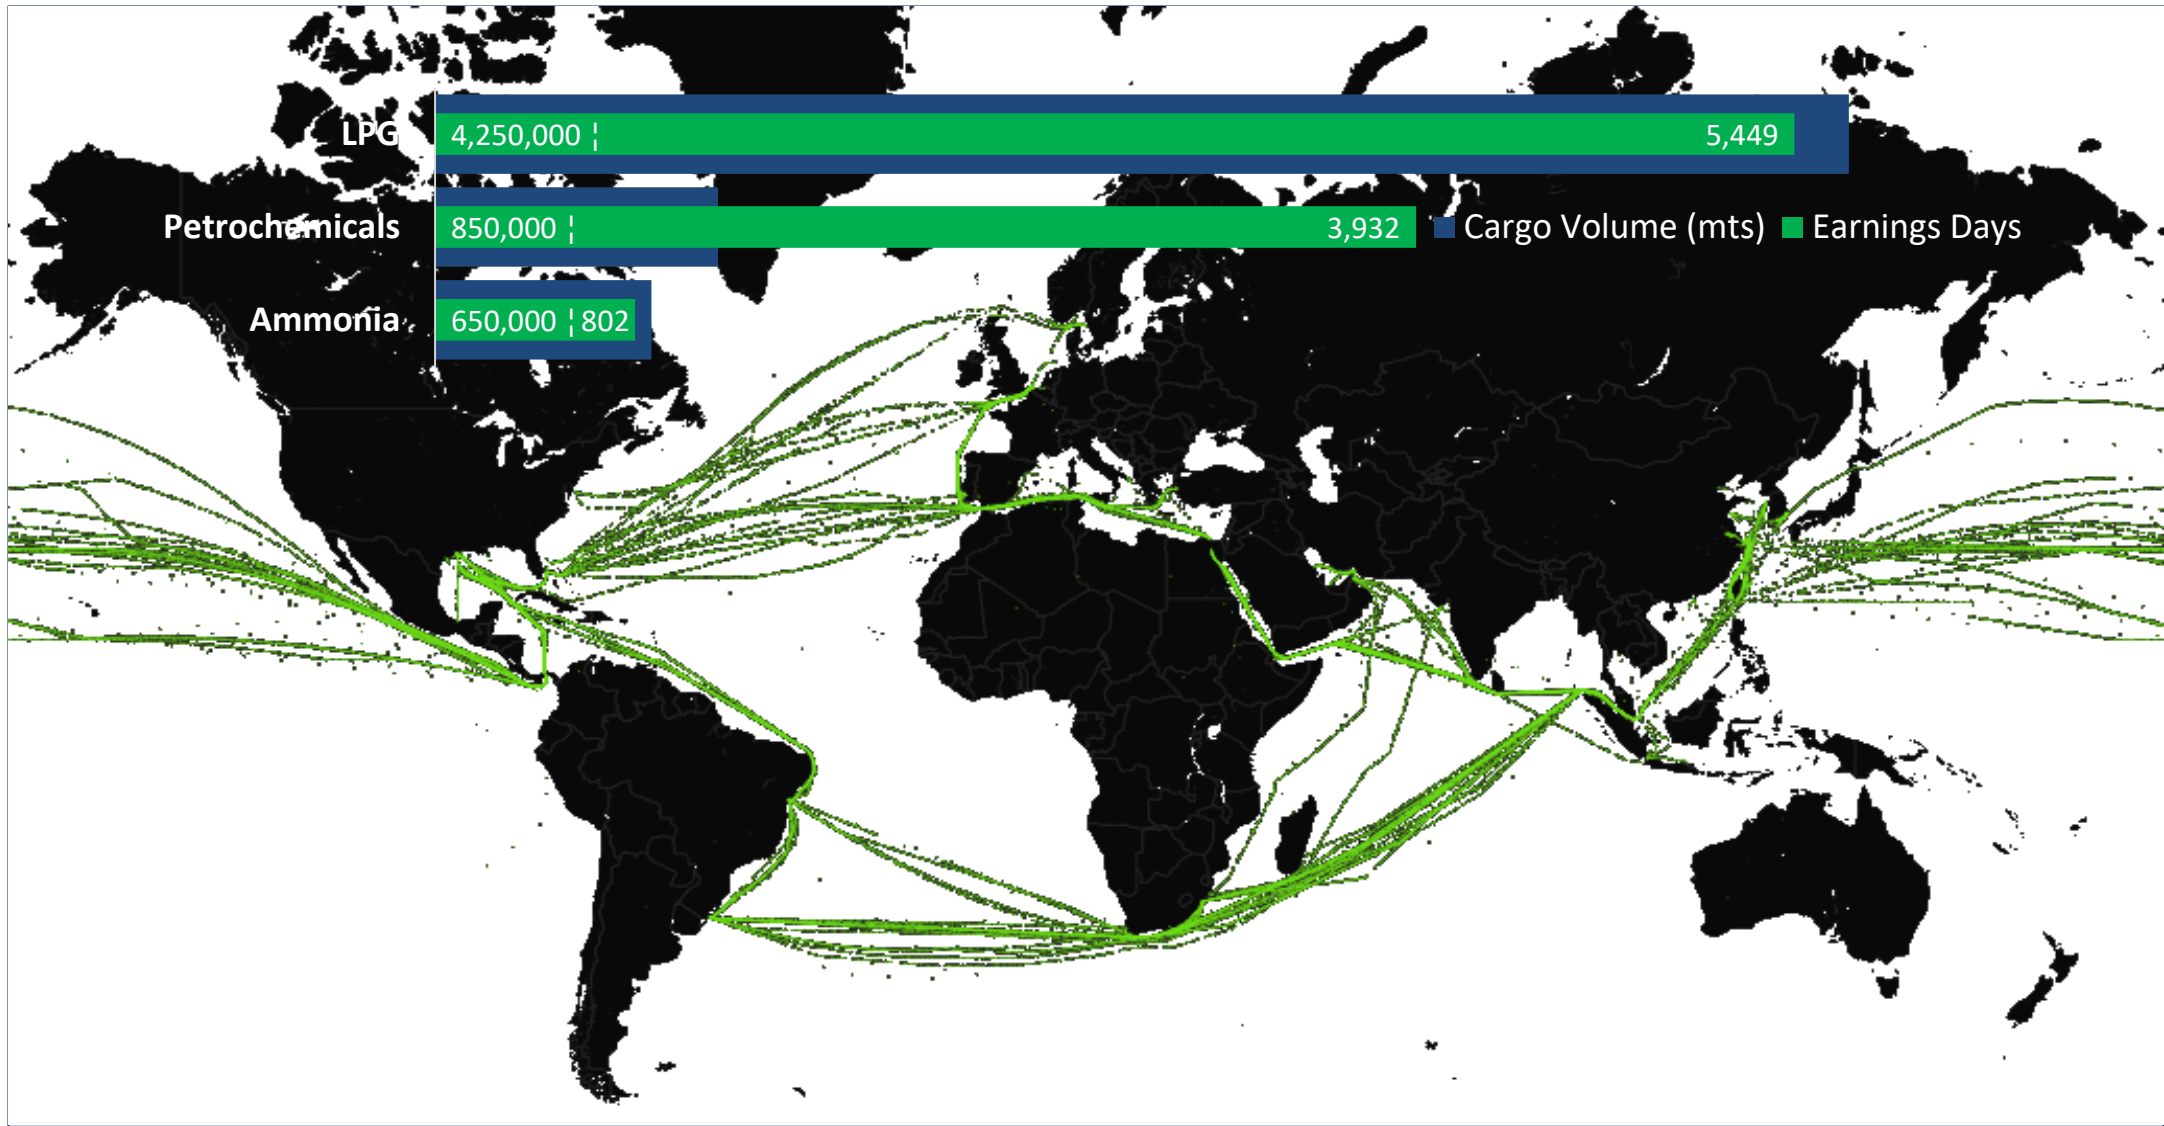 LPG 4,250,000 ¦ 5,449
Petrochemicals 850,000 ¦ 3,932
Cargo Volume (mts) Earnings Days
Ammonia 650,000 ¦ 802